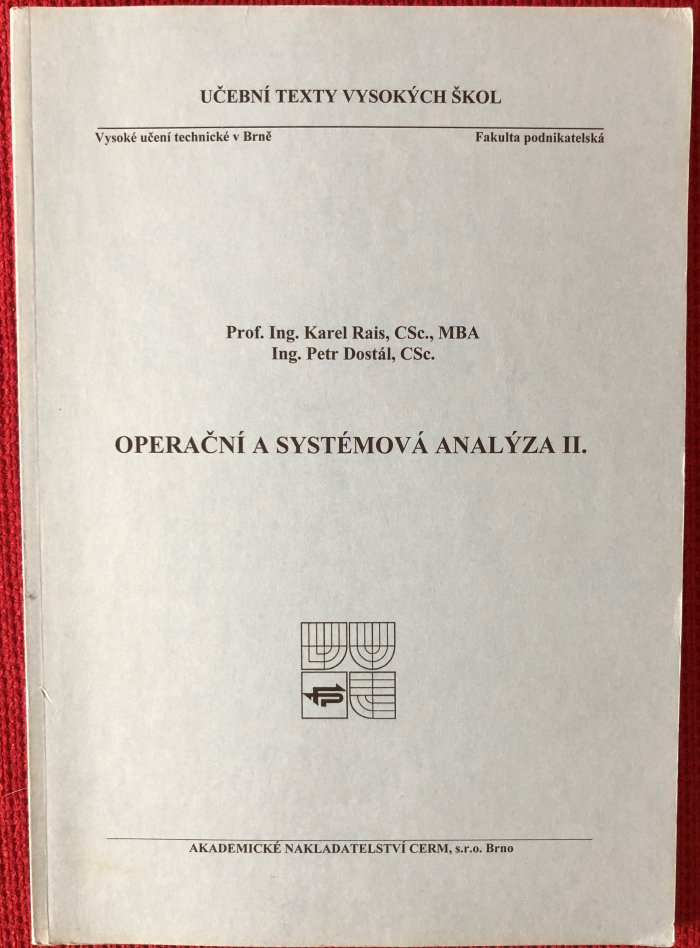 UČEBNÍ TEXTY VYSOKÝCH ŠKOL
Vysoké učení technické v Brně Fakulta podnikatelská
Prof. Ing. Karel Rais, CSc., MBA
Ing. Petr Dostál, CSc.
OPERAČNÍ A SYSTÉMOVÁ ANALÝZA II.
FP
AKADEMICKÉ NAKLADATELSTVÍ CERM, s.r.o. Brno